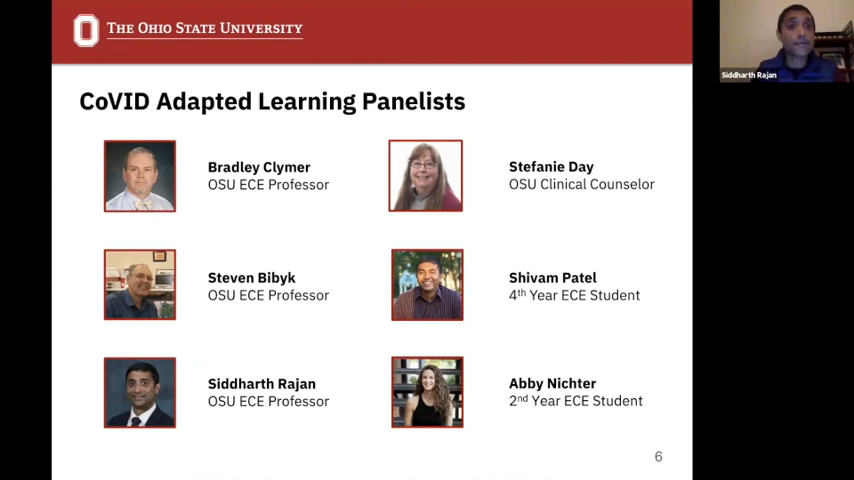 THE OHIO STATE UNIVERSITY
Siddharth Rajan
CoVID Adapted Learning Panelists
Bradley Clymer
OSU ECE Professor
Stefanie Day
OSU Clinical Counselor
Steven Bibyk
OSU ECE Professor
Shivam Patel
4th Year ECE Student
Siddharth Rajan
OSU ECE Professor
Abby Nichter
2nd Year ECE Student
6